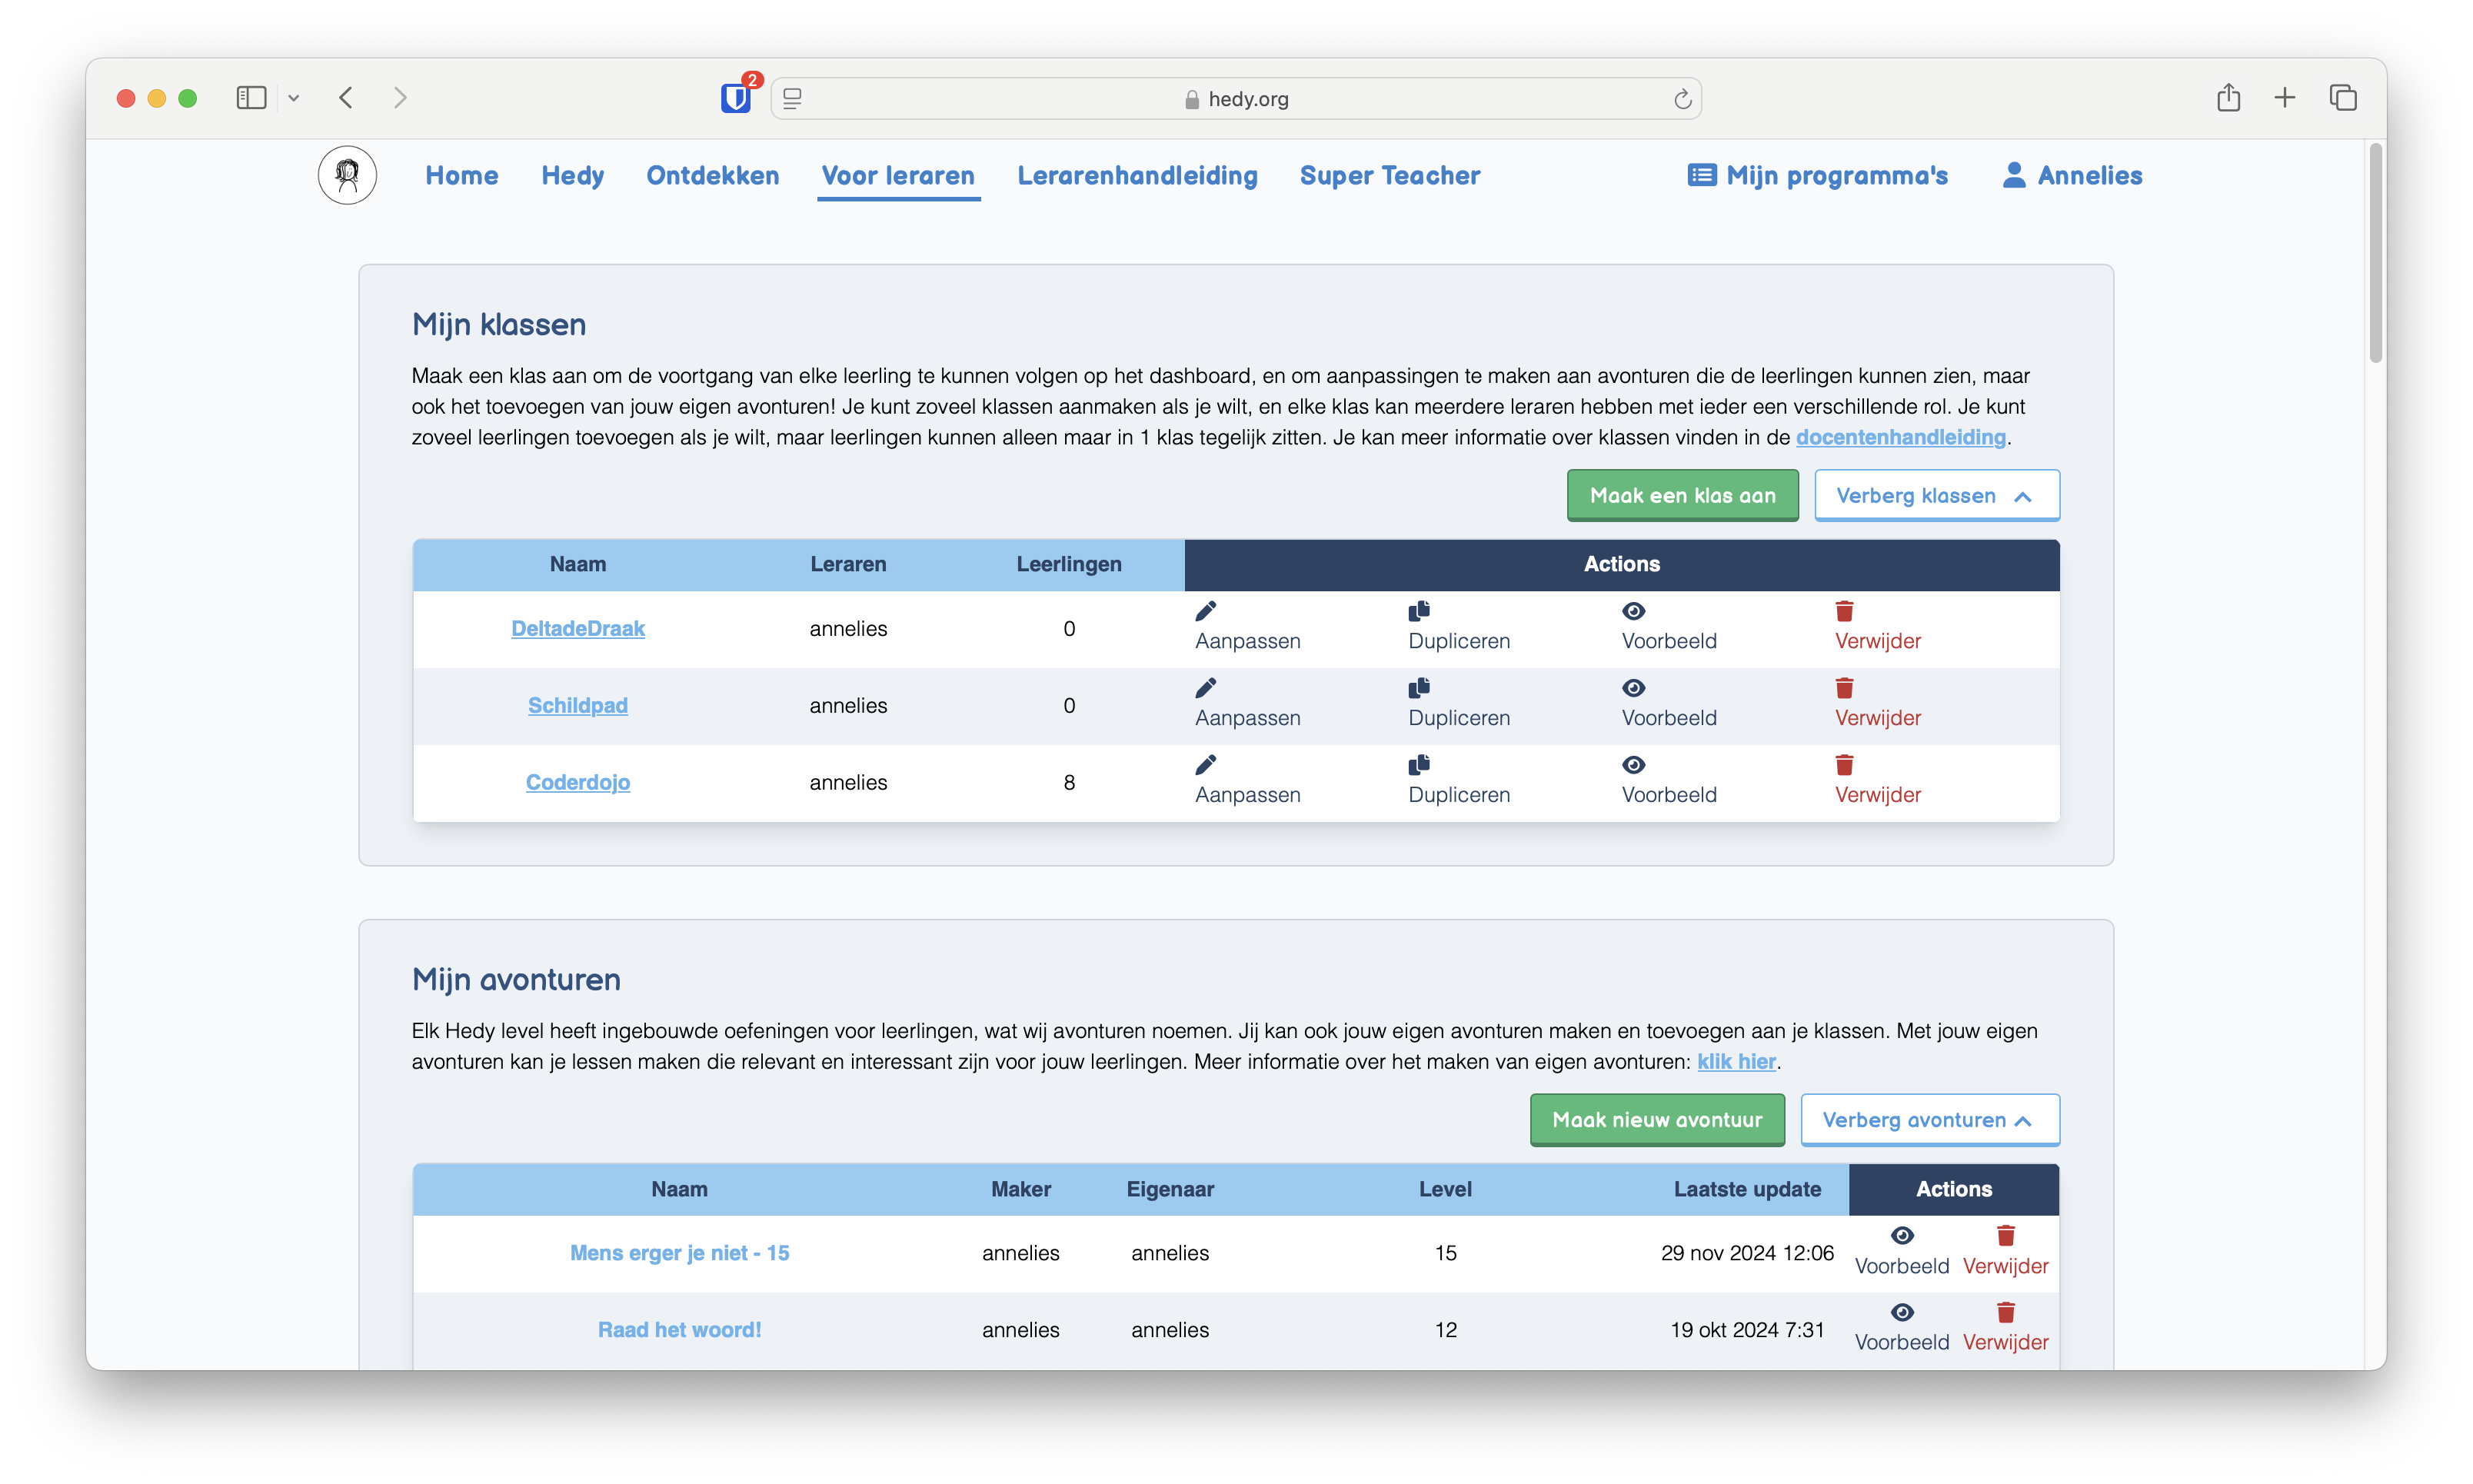 2
hedy.org
Home Hedy Ontdekken Voor leraren Lerarenhandleiding Super Teacher Mijn programma's Annelies
Mijn klassen
Maak een klas aan om de voortgang van elke leerling te kunnen volgen op het dashboard, en om aanpassingen te maken aan avonturen die de leerlingen kunnen zien, maar
ook het toevoegen van jouw eigen avonturen! Je kunt zoveel klassen aanmaken als je wilt, en elke klas kan meerdere leraren hebben met ieder een verschillende rol. Je kunt
zoveel leerlingen toevoegen als je wilt, maar leerlingen kunnen alleen maar in 1 klas tegelijk zitten. Je kan meer informatie over klassen vinden in de docentenhandleiding.
Maak een klas aan Verberg klassen
Naam Leraren Leerlingen Actions
DeltadeDraak annelies 0 Aanpassen Dupliceren Voorbeeld Verwijder
Schildpad annelies 0 Aanpassen Dupliceren Voorbeeld Verwijder
Coderdojo annelies 8 Aanpassen Dupliceren Voorbeeld Verwijder
Mijn avonturen
Elk Hedy level heeft ingebouwde oefeningen voor leerlingen, wat wij avonturen noemen. Jij kan ook jouw eigen avonturen maken en toevoegen aan je klassen. Met jouw eigen
avonturen kan je lessen maken die relevant en interessant zijn voor jouw leerlingen. Meer informatie over het maken van eigen avonturen: klik hier.
Maak nieuw avontuur Verberg avonturen
Naam Maker Eigenaar Level Laatste update Actions
Mens erger je niet - 15 annelies annelies 15 29 nov 2024 12:06 Voorbeeld Verwijder
Raad het woord! annelies annelies 12 19 okt 2024 7:31 Voorbeeld Verwijder